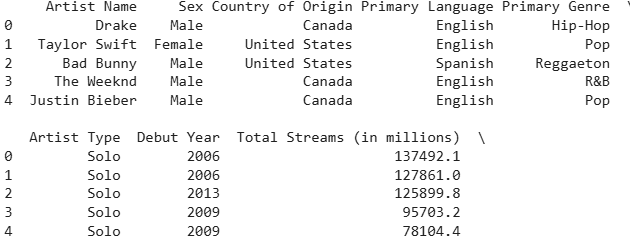 Artist Name Sex Country of Origin Primary Language Primary Genre \
0 Drake Male Canada English Hip-Hop
1 Taylor Swift Female United States English Pop
2 Bad Bunny Male United States Spanish Reggaeton
3 The Weeknd Male Canada English R&B
4 Justin Bieber Male Canada English Pop
Artist Type Debut Year Total Streams (in millions) \
0 Solo 2006 137492.1
1 Solo 2006 127861.0
2 Solo 2013 125899.8
3 Solo 2009 95703.2
4 Solo 2009 78104.4